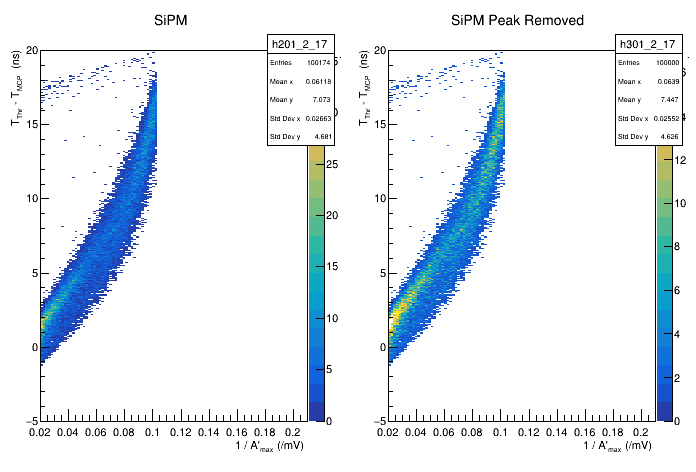 SiPM
h201_2_17
Entries 100174
Mean x 0.06118
Mean y 7.073
Std Dev x 0.02663
Std Dev y 4.681
T_Thr - T_MCP (ns)
20
15
10
5
0
−5
0.02 0.04 0.06 0.08 0.1 0.12 0.14 0.16 0.18 0.2
1 / A'_max (/mV)
25
20
15
10
5
0
SiPM Peak Removed
h301_2_17
Entries 100000
Mean x 0.0639
Mean y 7.447
Std Dev x 0.02552
Std Dev y 4.626
T_Thr - T_MCP (ns)
20
15
10
5
0
−5
0.02 0.04 0.06 0.08 0.1 0.12 0.14 0.16 0.18 0.2
1 / A'_max (/mV)
12
10
8
6
4
2
0